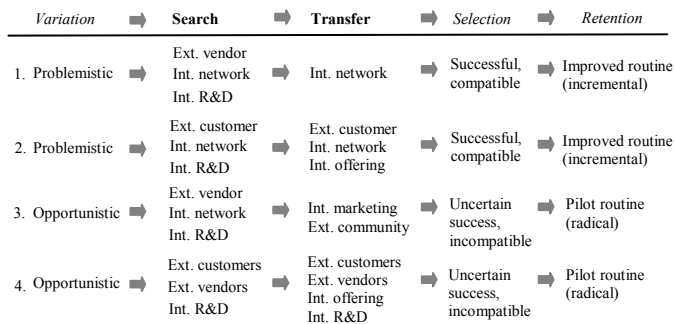 Variation Search Transfer Selection Retention
1. Problemistic
Ext. vendor
Int. network
Int. R&D
Int. network
Successful,
compatible
Improved routine
(incremental)
2. Problemistic
Ext. customer
Int. network
Int. R&D
Ext. customer
Int. network
Int. offering
Successful,
compatible
Improved routine
(incremental)
3. Opportunistic
Ext. vendor
Int. network
Int. R&D
Int. marketing
Ext. community
Uncertain
success,
incompatible
Pilot routine
(radical)
4. Opportunistic
Ext. customers
Ext. vendors
Int. R&D
Ext. customers
Ext. vendors
Int. offering
Int. R&D
Uncertain
success,
incompatible
Pilot routine
(radical)